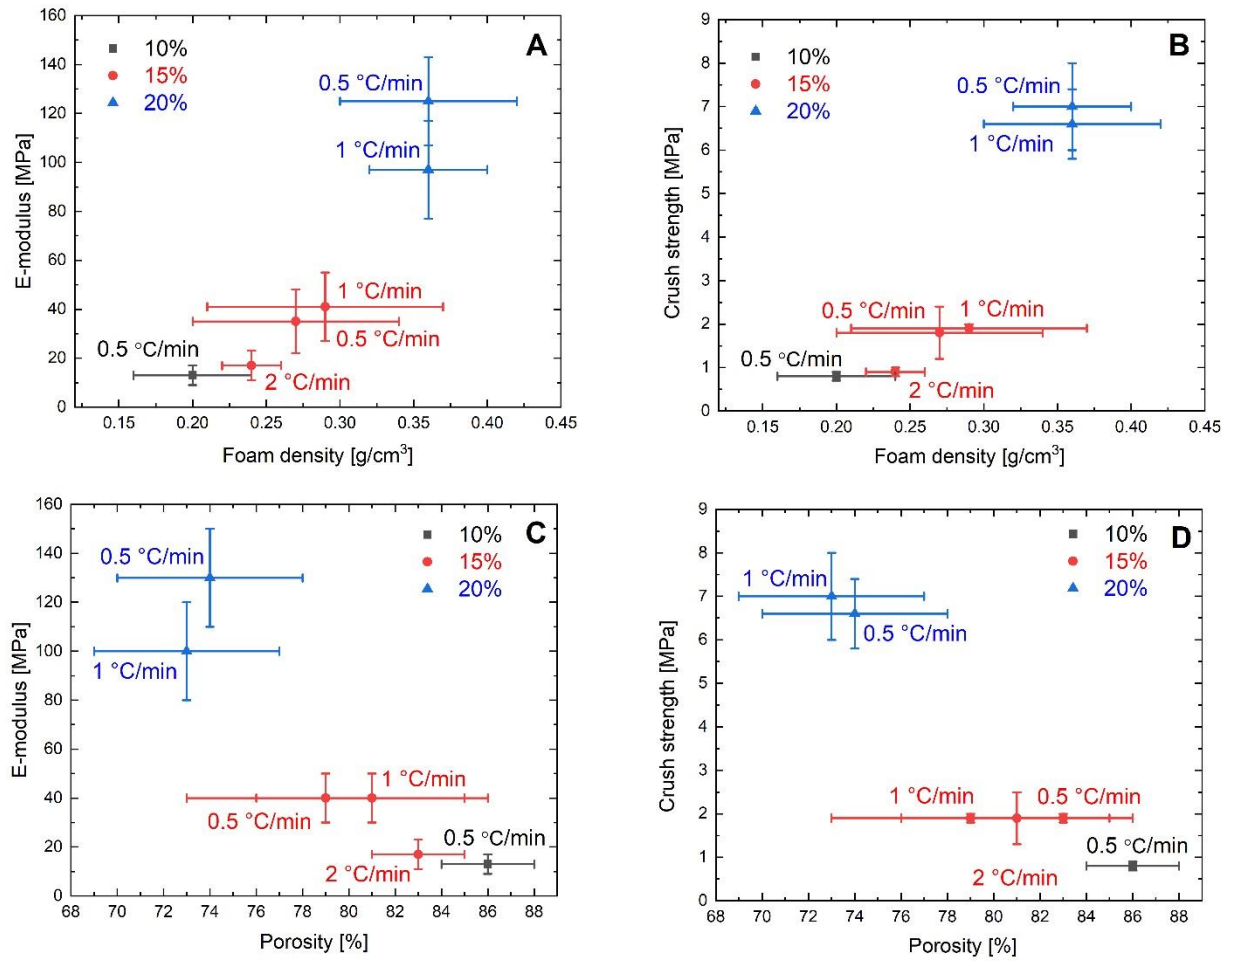 160
140
120
100
80
60
40
20
0
E-modulus [MPa]
A
10%
15%
20%
0.5 °C/min
1 °C/min
1 °C/min
0.5 °C/min
0.5 °C/min
2 °C/min
0.15 0.20 0.25 0.30 0.35 0.40 0.45
Foam density [g/cm³]
9
8
7
6
5
4
3
2
1
0
Crush strength [MPa]
B
10%
15%
20%
0.5 °C/min
1 °C/min
0.5 °C/min 1 °C/min
0.5 °C/min
2 °C/min
0.15 0.20 0.25 0.30 0.35 0.40 0.45
Foam density [g/cm³]
160
140
120
100
80
60
40
20
0
E-modulus [MPa]
C
10%
15%
20%
0.5 °C/min
1 °C/min
1 °C/min
0.5 °C/min
0.5 °C/min
2 °C/min
68 70 72 74 76 78 80 82 84 86 88
Porosity [%]
9
8
7
6
5
4
3
2
1
0
Crush strength [MPa]
D
10%
15%
20%
1 °C/min
0.5 °C/min
1 °C/min 0.5 °C/min
0.5 °C/min
2 °C/min
68 70 72 74 76 78 80 82 84 86 88
Porosity [%]